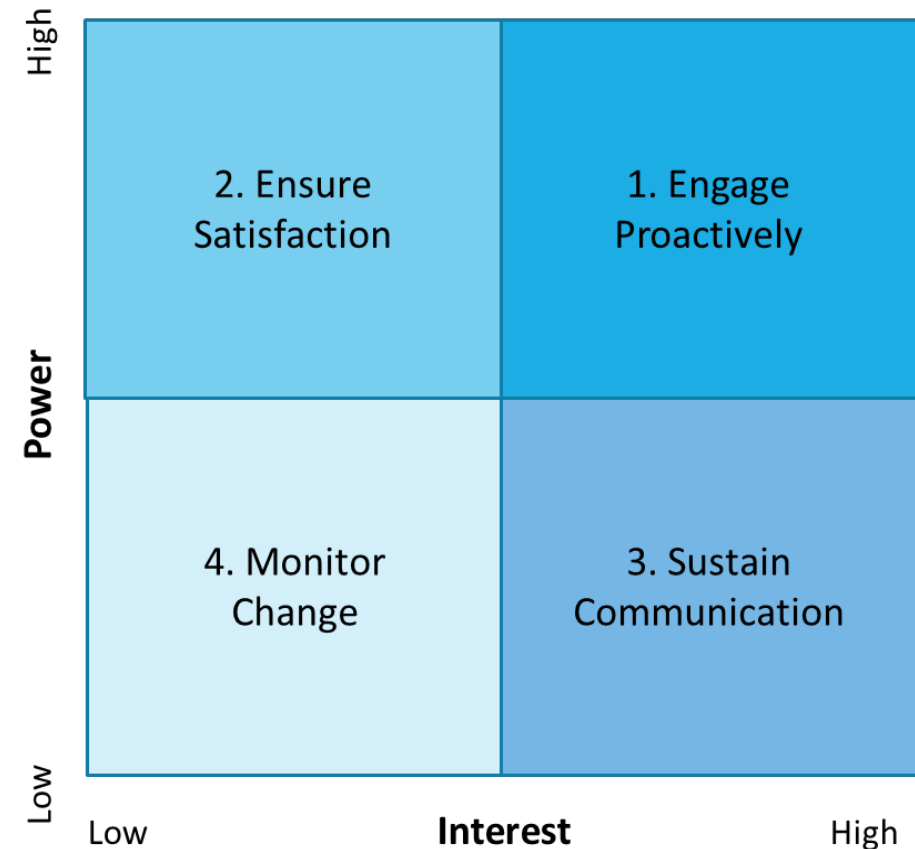 High
2. Ensure
Satisfaction
1. Engage
Proactively
Power
4. Monitor
Change
3. Sustain
Communication
Low
Low
Interest
High